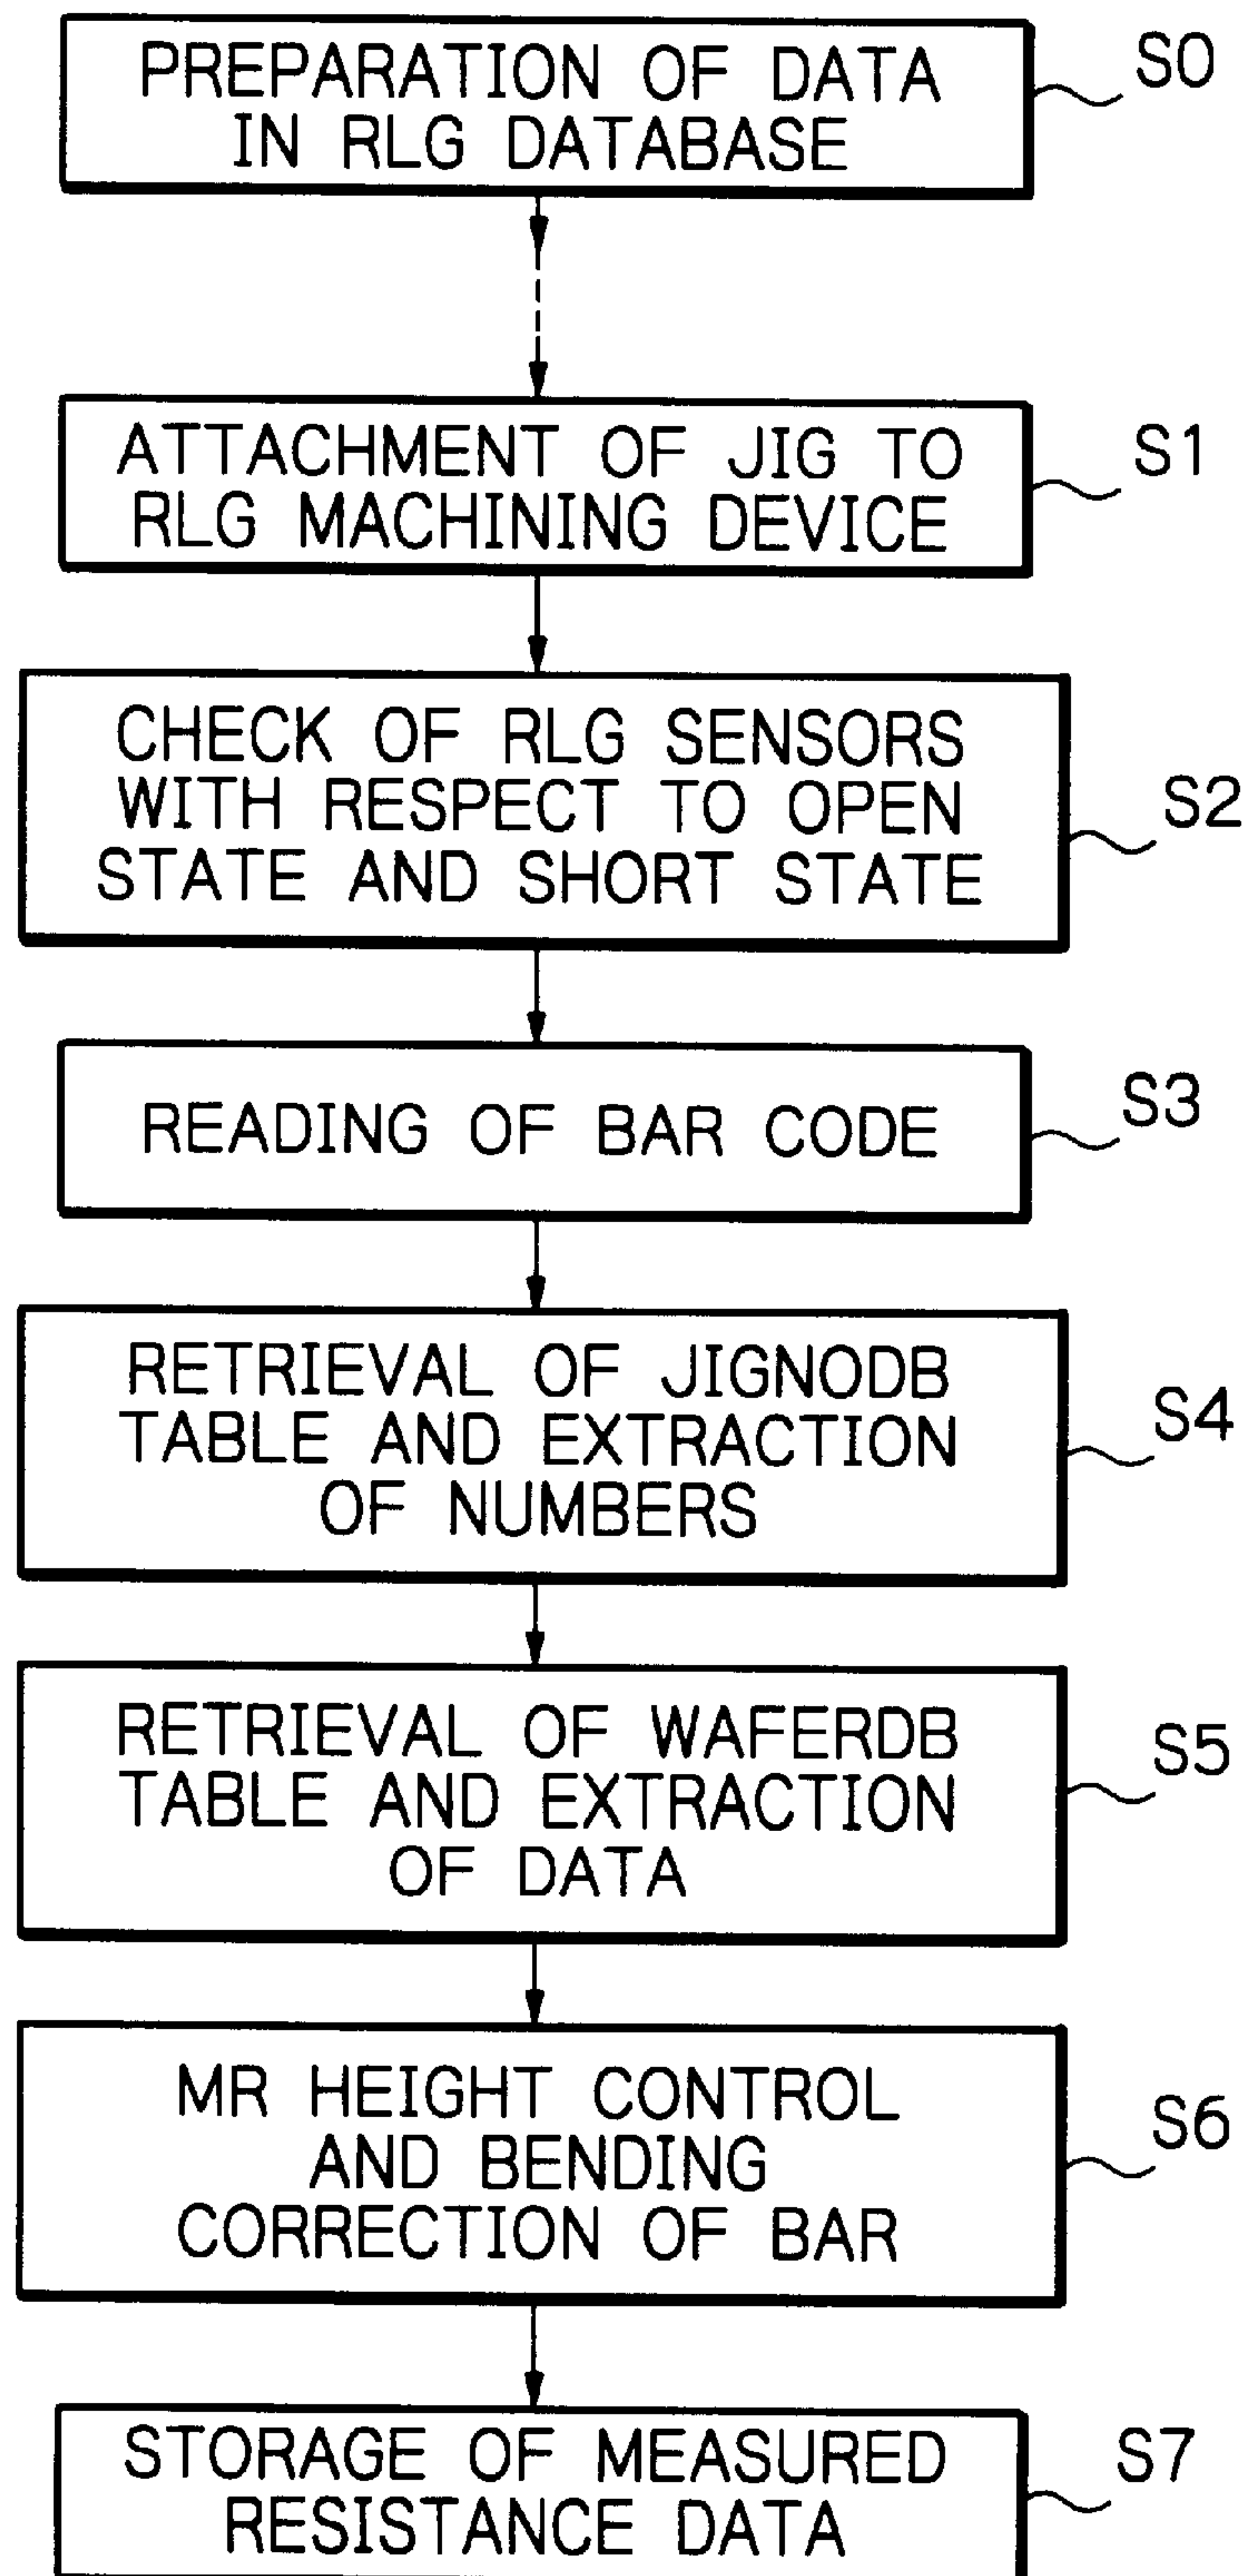 PREPARATION OF DATA
IN RLG DATABASE
S0
ATTACHMENT OF JIG TO
RLG MACHINING DEVICE
S1
CHECK OF RLG SENSORS
WITH RESPECT TO OPEN
STATE AND SHORT STATE
S2
READING OF BAR CODE
S3
RETRIEVAL OF JIGNODB
TABLE AND EXTRACTION
OF NUMBERS
S4
RETRIEVAL OF WAFERDB
TABLE AND EXTRACTION
OF DATA
S5
MR HEIGHT CONTROL
AND BENDING
CORRECTION OF BAR
S6
STORAGE OF MEASURED
RESISTANCE DATA
S7